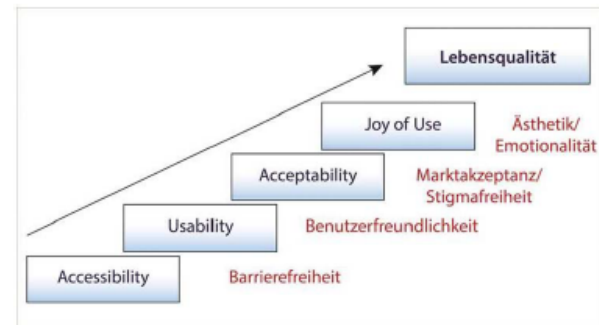 Lebensqualität
Joy of Use
Ästhetik/
Emotionalität
Acceptability
Marktakzeptanz/
Stigmafreiheit
Usability
Benutzerfreundlichkeit
Accessibility
Barrierefreiheit